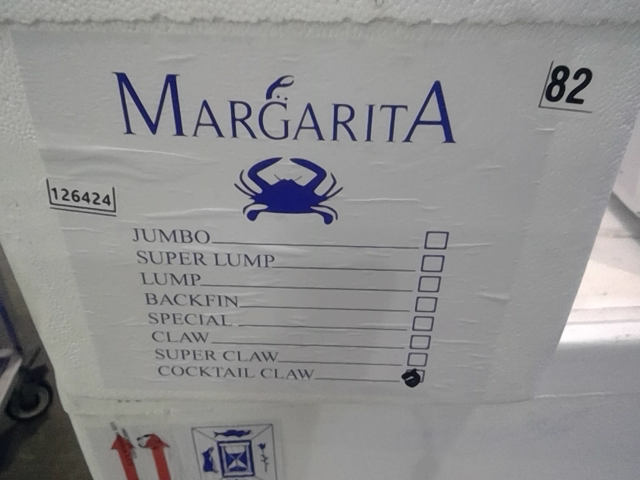 MARGARITA
82
126424
JUMBO
SUPER LUMP
LUMP
BACKFIN
SPECIAL
CLAW
SUPER CLAW
COCKTAIL CLAW